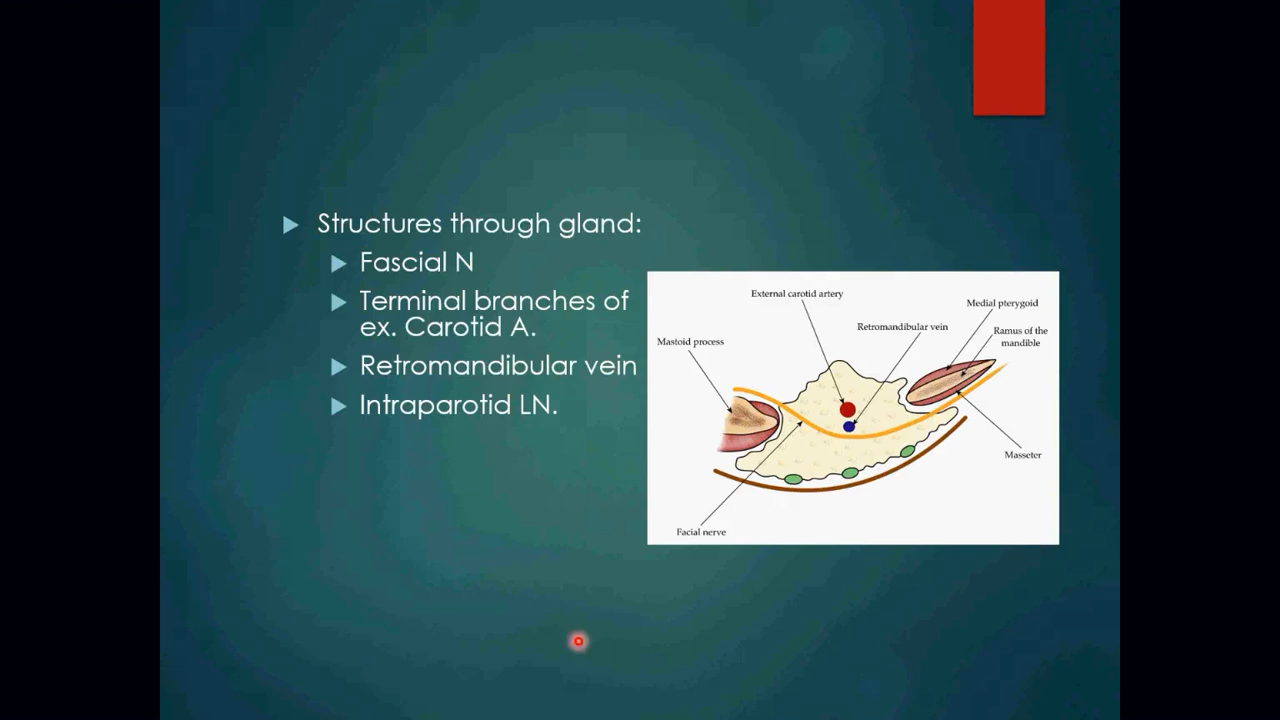 Structures through gland:
Fascial N
Terminal branches of
ex. Carotid A.
Retromandibular vein
Intraparotid LN.
External carotid artery
Medial pterygoid
Retromandibular vein
Ramus of the
mandible
Mastoid process
Masseter
Facial nerve